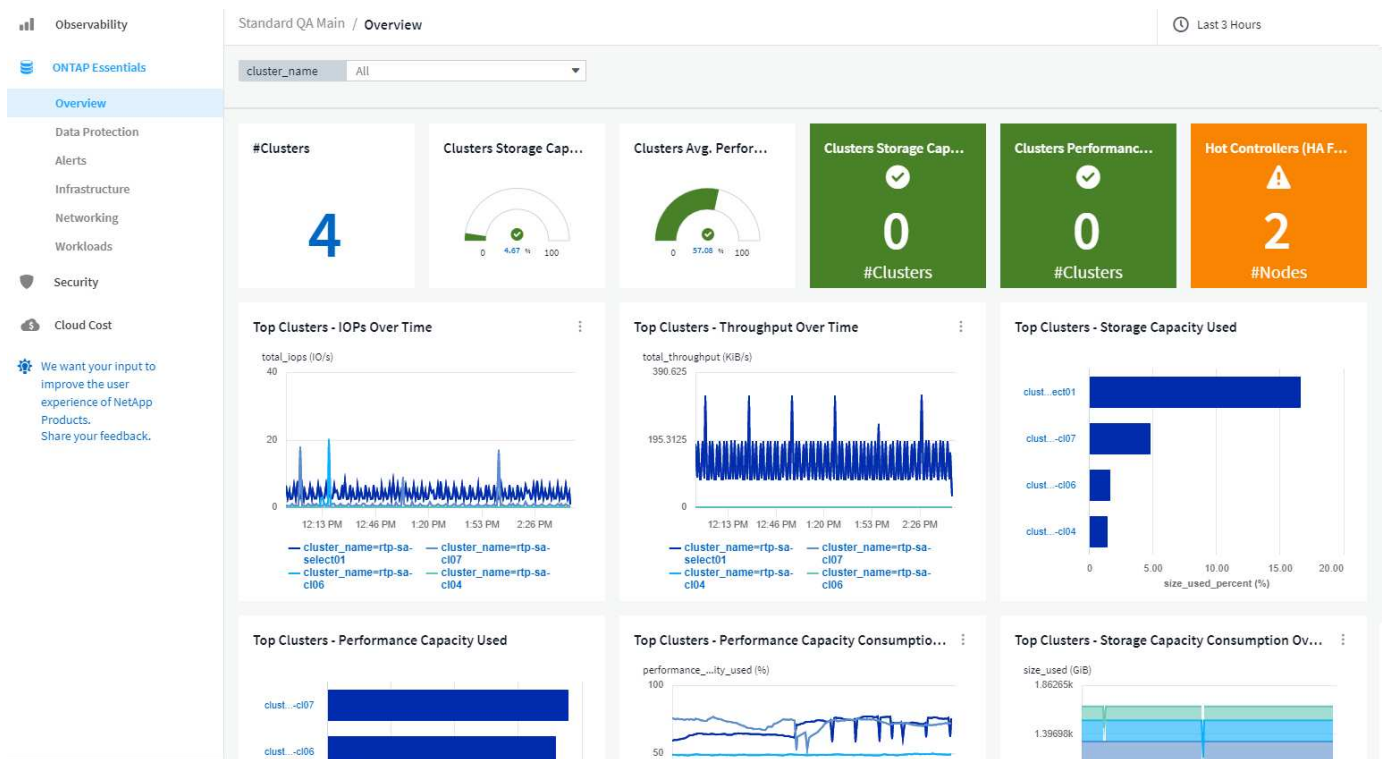 Observability
ONTAP Essentials
Overview
Data Protection
Alerts
Infrastructure
Networking
Workloads
Security
Cloud Cost
We want your input to
improve the user
experience of NetApp
Products.
Share your feedback.
Standard QA Main / Overview
Last 3 Hours
cluster_name All
#Clusters
4
Clusters Storage Cap...
4.67 %
0 100
Clusters Avg. Perfor...
57.08 %
0 100
Clusters Storage Cap...
0
#Clusters
Clusters Performanc...
0
#Clusters
Hot Controllers (HA F...
2
#Nodes
Top Clusters - IOPs Over Time
total_iops (IO/s)
40
20
0
12:13 PM 12:46 PM 1:20 PM 1:53 PM 2:26 PM
cluster_name=rtp-sa-select01
cluster_name=rtp-sa-cl07
cluster_name=rtp-sa-cl06
cluster_name=rtp-sa-cl04
Top Clusters - Throughput Over Time
total_throughput (KiB/s)
390.625
195.3125
0
12:13 PM 12:46 PM 1:20 PM 1:53 PM 2:26 PM
cluster_name=rtp-sa-select01
cluster_name=rtp-sa-cl07
cluster_name=rtp-sa-cl04
cluster_name=rtp-sa-cl06
Top Clusters - Storage Capacity Used
clust...ect01
clust...-cl07
clust...-cl06
clust...-cl04
0 5.00 10.00 15.00 20.00
size_used_percent (%)
Top Clusters - Performance Capacity Used
clust...-cl07
clust...-cl06
Top Clusters - Performance Capacity Consumptio...
performance_...ity_used (%)
100
50
Top Clusters - Storage Capacity Consumption Ov...
size_used (GiB)
1.86265k
1.39698k